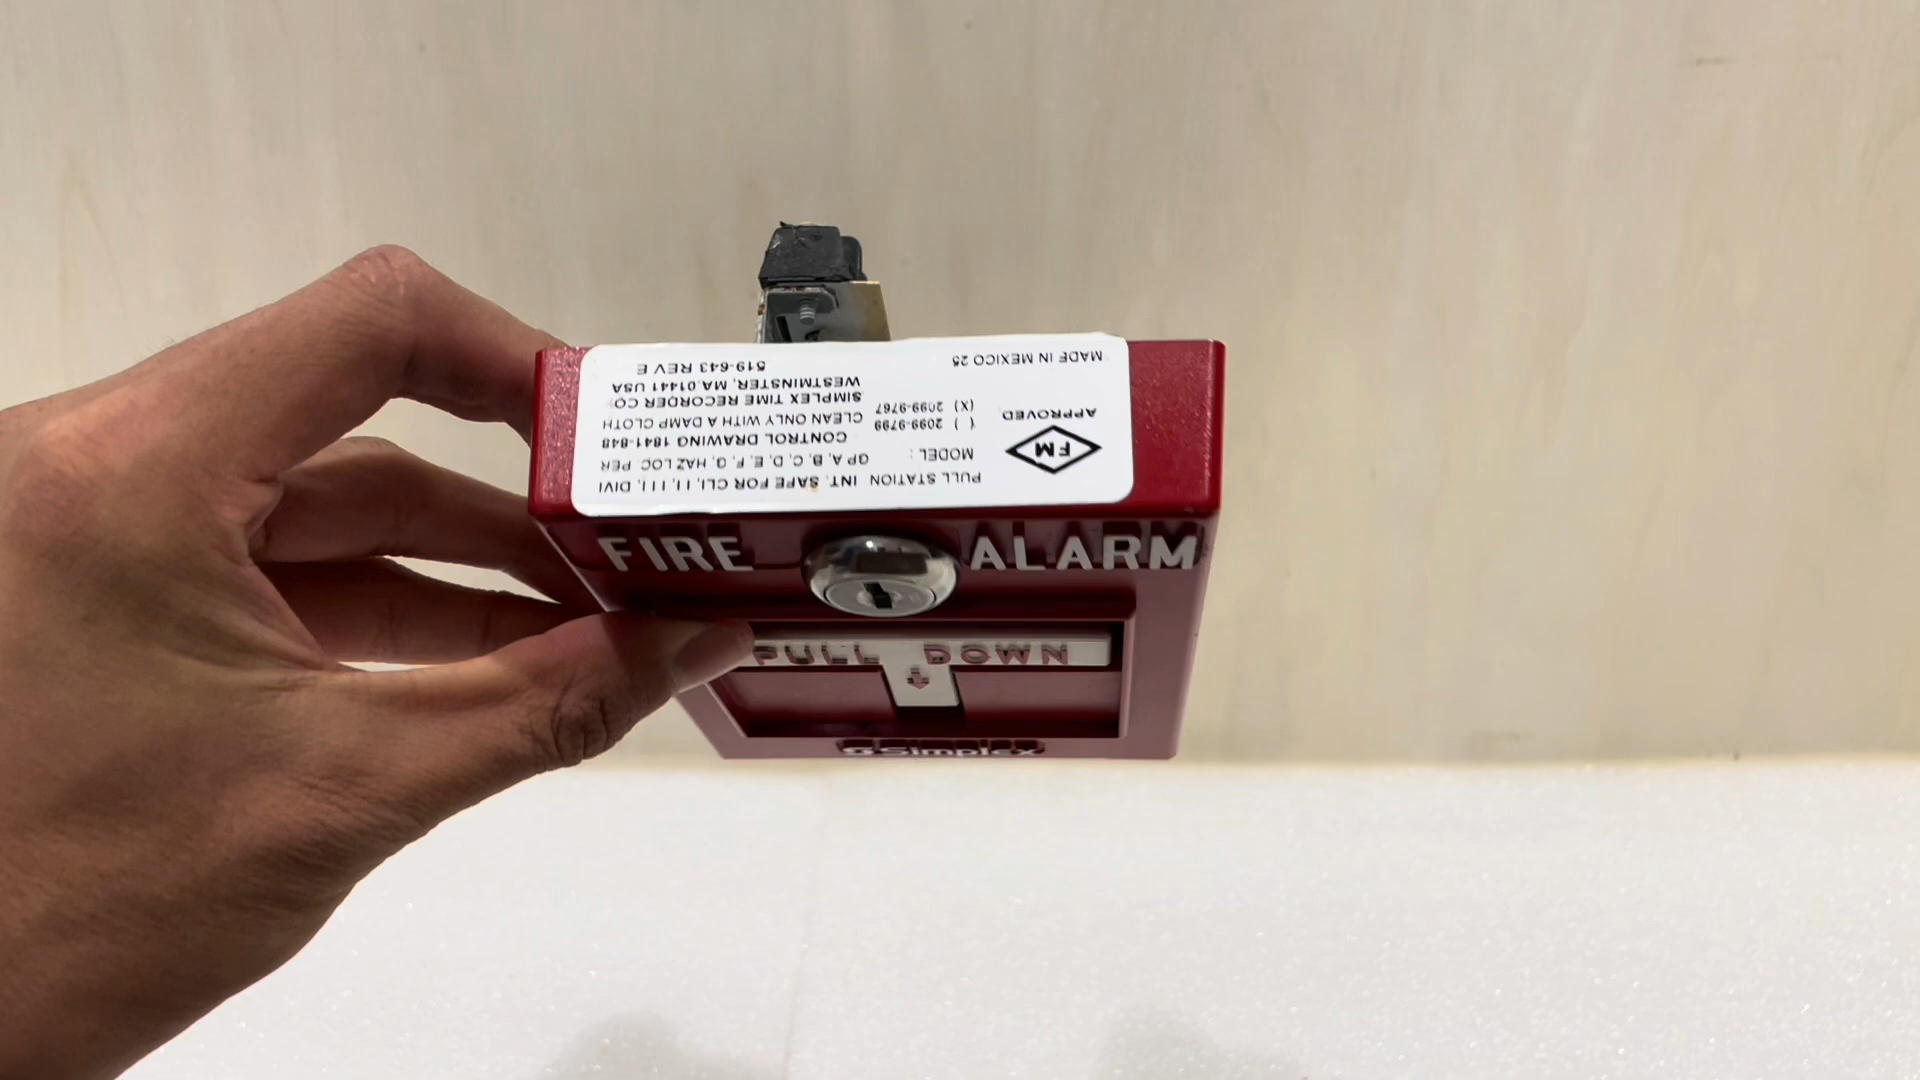 PULL STATION INT. SAFE FOR CLI, II, III, DIVI
MODEL: GP A, B, C, D, E, F, G, HAZ LOC PER
( ) 2099-9799 CONTROL DRAWING 1841-848
(X) 2099-9767 CLEAN ONLY WITH A DAMP CLOTH
SIMPLEX TIME RECORDER CO
WESTMINSTER, MA.01441 USA
FM
APPROVED
MADE IN MEXICO 25 519-643 REV E
FIRE ALARM
PULL DOWN
Simplex